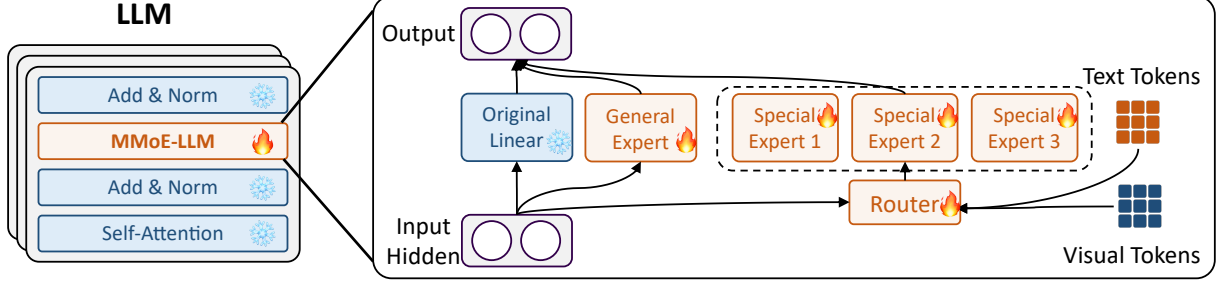 LLM
Add & Norm
MMoE-LLM
Add & Norm
Self-Attention
Output
Original
Linear
General
Expert
Special
Expert 1
Special
Expert 2
Special
Expert 3
Text Tokens
Router
Input
Hidden
Visual Tokens